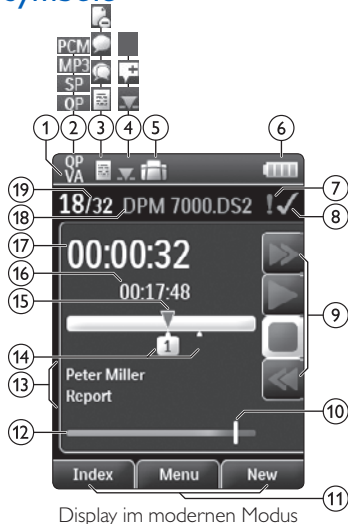 symbols
PCM
MP3
SP
QP
1 2 3 4 5 6
QP
VA
19
7
18/32 DPM 7000.DS2 !
18
8
17
00:00:32
16
00:17:48
15
9
14
1
13
Peter Miller
Report
10
12
Index Menu New
11
Display im modernen Modus